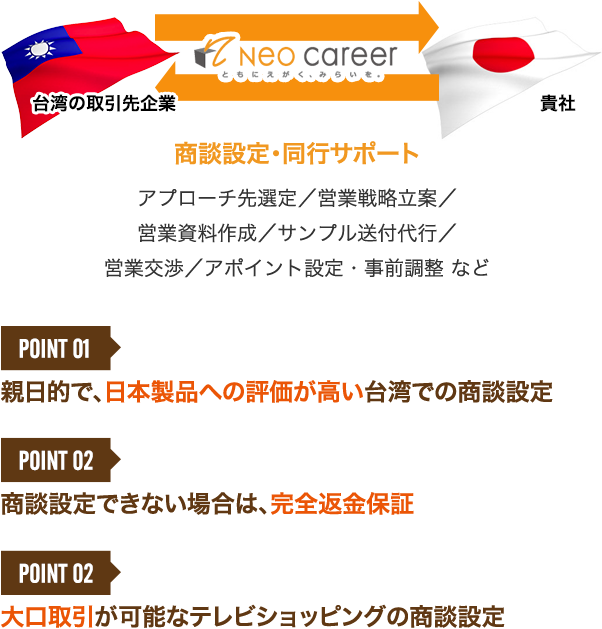 Neo career
ともにえがく、みらいを。
台湾の取引先企業
貴社
商談設定・同行サポート
アプローチ先選定／営業戦略立案／
営業資料作成／サンプル送付代行／
営業交渉／アポイント設定・事前調整 など
POINT 01
親日的で、日本製品への評価が高い台湾での商談設定
POINT 02
商談設定できない場合は、完全返金保証
POINT 02
大口取引が可能なテレビショッピングの商談設定